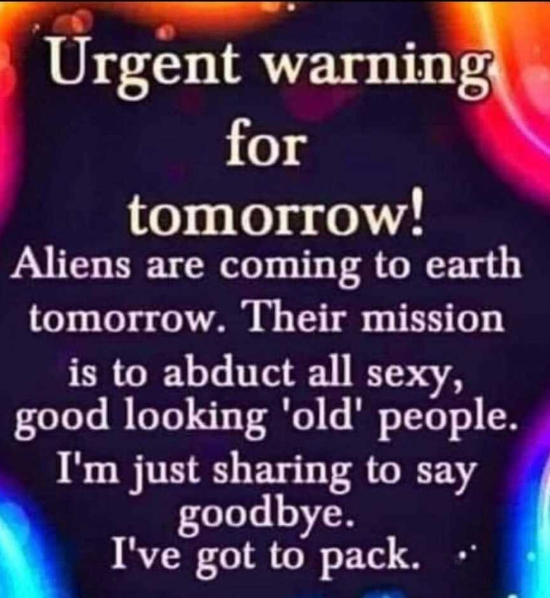 Urgent warning
for
tomorrow!
Aliens are coming to earth
tomorrow. Their mission
is to abduct all sexy,
good looking 'old' people.
I'm just sharing to say
goodbye.
I've got to pack.